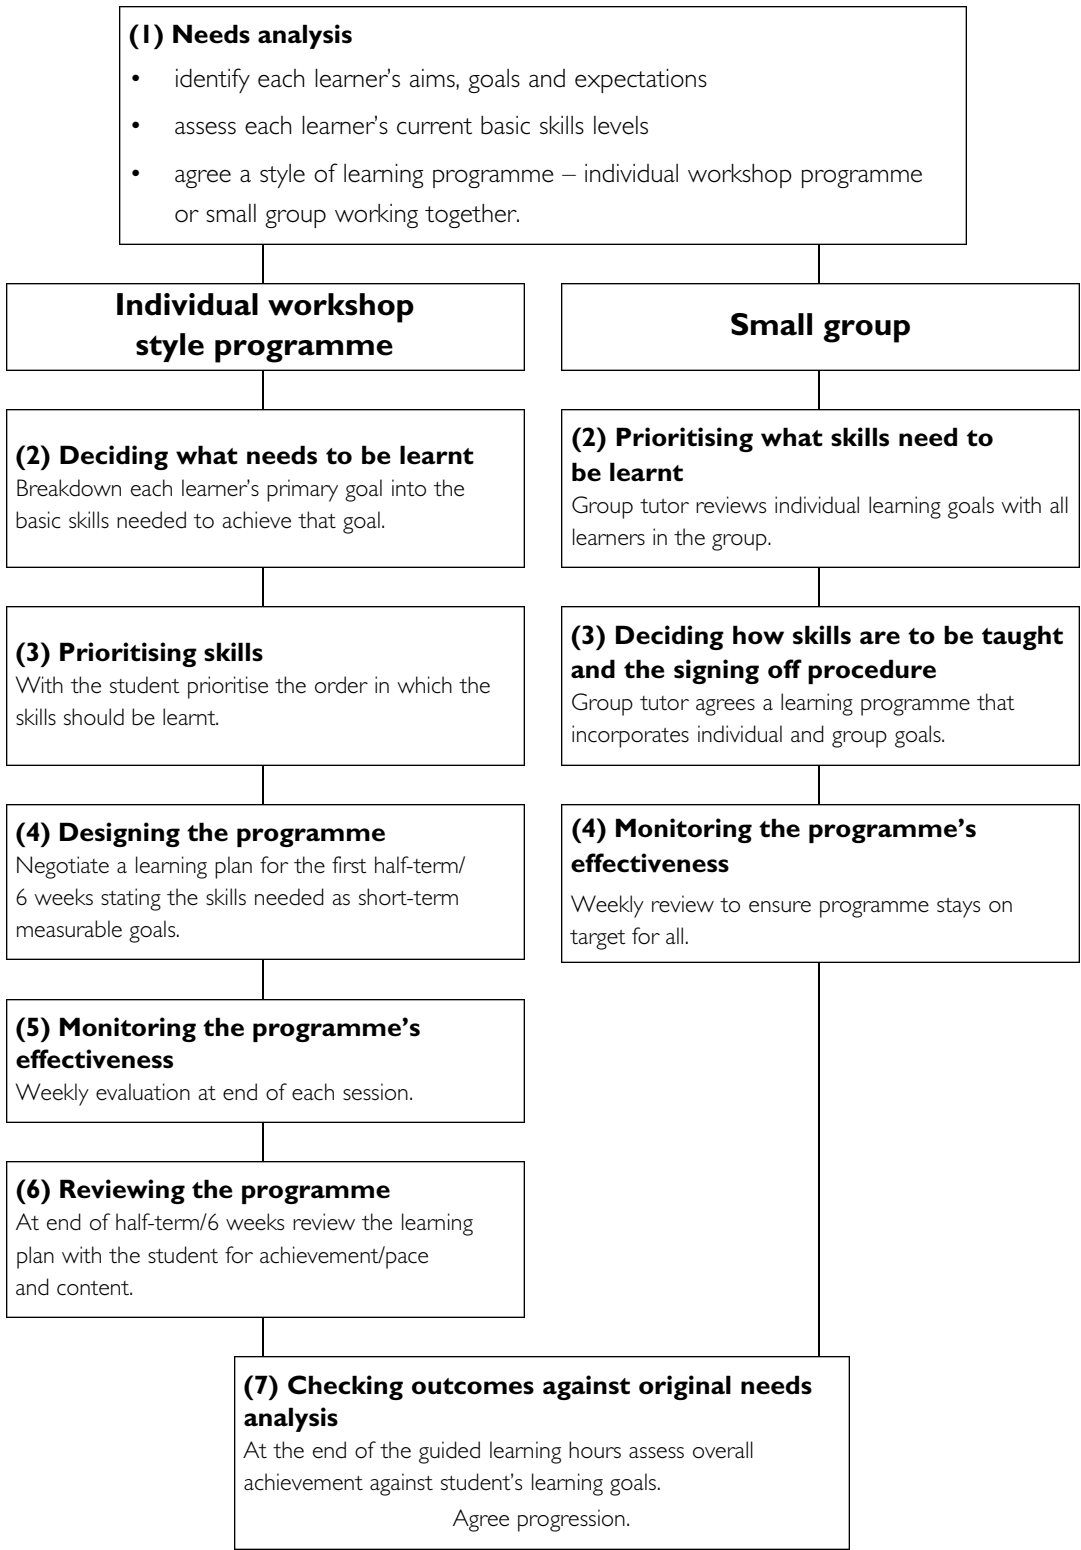 (1) Needs analysis
• identify each learner's aims, goals and expectations
• assess each learner's current basic skills levels
• agree a style of learning programme – individual workshop programme
or small group working together.
Individual workshop
style programme
(2) Deciding what needs to be learnt
Breakdown each learner's primary goal into the
basic skills needed to achieve that goal.
(3) Prioritising skills
With the student prioritise the order in which the
skills should be learnt.
(4) Designing the programme
Negotiate a learning plan for the first half-term/
6 weeks stating the skills needed as short-term
measurable goals.
(5) Monitoring the programme's
effectiveness
Weekly evaluation at end of each session.
(6) Reviewing the programme
At end of half-term/6 weeks review the learning
plan with the student for achievement/pace
and content.
Small group
(2) Prioritising what skills need to
be learnt
Group tutor reviews individual learning goals with all
learners in the group.
(3) Deciding how skills are to be taught
and the signing off procedure
Group tutor agrees a learning programme that
incorporates individual and group goals.
(4) Monitoring the programme's
effectiveness
Weekly review to ensure programme stays on
target for all.
(7) Checking outcomes against original needs
analysis
At the end of the guided learning hours assess overall
achievement against student's learning goals.
Agree progression.